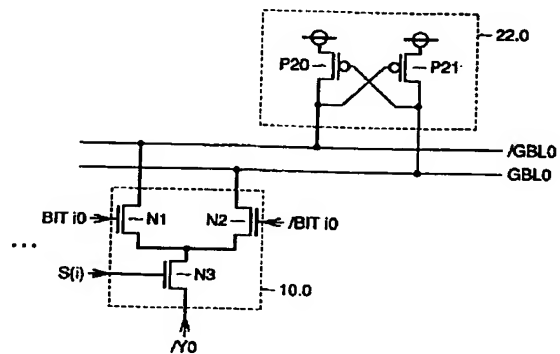 22.0
P20
P21
/GBL0
GBL0
BIT i0
N1
N2
/BIT i0
...
S(i)
N3
10.0
/Y0